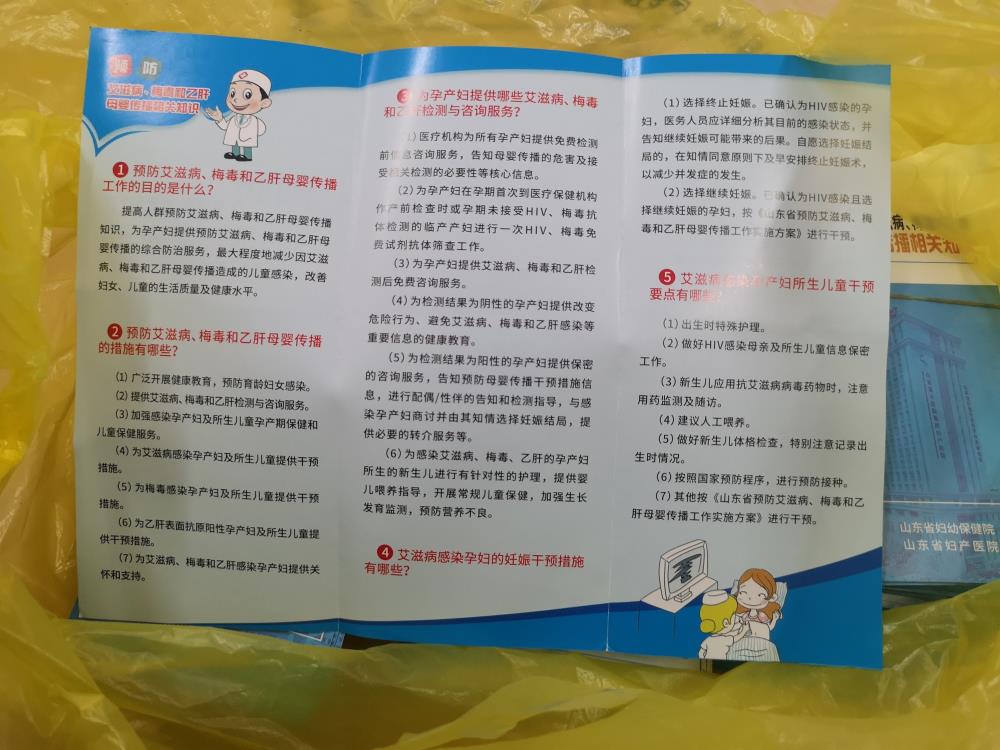 预防
艾滋病、梅毒和乙肝
母婴传播相关知识
1 预防艾滋病、梅毒和乙肝母婴传播
工作的目的是什么?
提高人群预防艾滋病、梅毒和乙肝母婴传播
知识,为孕产妇提供预防艾滋病、梅毒和乙肝母
婴传播的综合防治服务,最大程度地减少因艾滋
病、梅毒和乙肝母婴传播造成的儿童感染,改善
妇女、儿童的生活质量及健康水平。
2 预防艾滋病、梅毒和乙肝母婴传播
的措施有哪些?
(1)广泛开展健康教育,预防育龄妇女感染。
(2)提供艾滋病、梅毒和乙肝检测与咨询服务。
(3)加强感染孕产妇及所生儿童孕产期保健和
儿童保健服务。
(4)为艾滋病感染孕产妇及所生儿童提供干预
措施。
(5)为梅毒感染孕产妇及所生儿童提供干预
措施。
(6)为乙肝表面抗原阳性孕产妇及所生儿童提
供干预措施。
(7)为艾滋病、梅毒和乙肝感染孕产妇提供关
怀和支持。
3 为孕产妇提供哪些艾滋病、梅毒
和乙肝检测与咨询服务?
(1)医疗机构为所有孕产妇提供免费检测
前信息咨询服务,告知母婴传播的危害及接
受相关检测的必要性等核心信息。
(2)为孕产妇在孕期首次到医疗保健机构
作产前检查时或孕期未接受HIV、梅毒抗
体检测的临产产妇进行一次HIV、梅毒免
费试剂抗体筛查工作。
(3)为孕产妇提供艾滋病、梅毒和乙肝检
测后免费咨询服务。
(4)为检测结果为阴性的孕产妇提供改变
危险行为、避免艾滋病、梅毒和乙肝感染等
重要信息的健康教育。
(5)为检测结果为阳性的孕产妇提供保密
的咨询服务,告知预防母婴传播干预措施信
息,进行配偶/性伴的告知和检测指导,与感
染孕产妇商讨并由其知情选择妊娠结局,提
供必要的转介服务等。
(6)为感染艾滋病、梅毒、乙肝的孕产妇
所生的新生儿进行有针对性的护理,提供婴
儿喂养指导,开展常规儿童保健,加强生长
发育监测,预防营养不良。
4 艾滋病感染孕妇的妊娠干预措施
有哪些?
(1)选择终止妊娠。已确认为HIV感染的孕
妇,医务人员应详细分析其目前的感染状态,并
告知继续妊娠可能带来的后果。自愿选择妊娠结
局的,在知情同意原则下及早安排终止妊娠术,
以减少并发症的发生。
(2)选择继续妊娠。已确认为HIV感染且选
择继续妊娠的孕妇,按《山东省预防艾滋病、梅
毒和乙肝母婴传播工作实施方案》进行干预。
5 艾滋病感染孕产妇所生儿童干预
要点有哪些?
(1)出生时特殊护理。
(2)做好HIV感染母亲及所生儿童信息保密
工作。
(3)新生儿应用抗艾滋病病毒药物时,注意
用药监测及随访。
(4)建议人工喂养。
(5)做好新生儿体格检查,特别注意记录出
生时情况。
(6)按照国家预防程序,进行预防接种。
(7)其他按《山东省预防艾滋病、梅毒和乙
肝母婴传播工作实施方案》进行干预。
播相关知
山东省妇幼保健院
山东省妇产医院